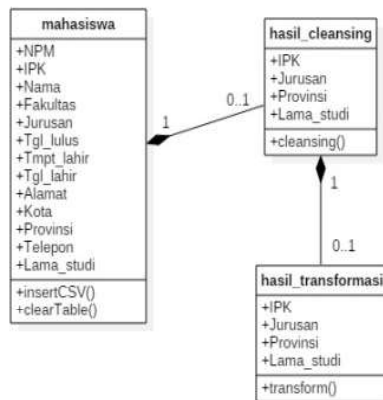 mahasiswa
+NPM
+IPK
+Nama
+Fakultas
+Jurusan
+Tgl_lulus
+Tmpt_lahir
+Tgl_lahir
+Alamat
+Kota
+Provinsi
+Telepon
+Lama_studi
+insertCSV()
+clearTable()
1
0..1
hasil_cleansing
+IPK
+Jurusan
+Provinsi
+Lama_studi
+cleansing()
1
0..1
hasil_transformasi
+IPK
+Jurusan
+Provinsi
+Lama_studi
+transform()